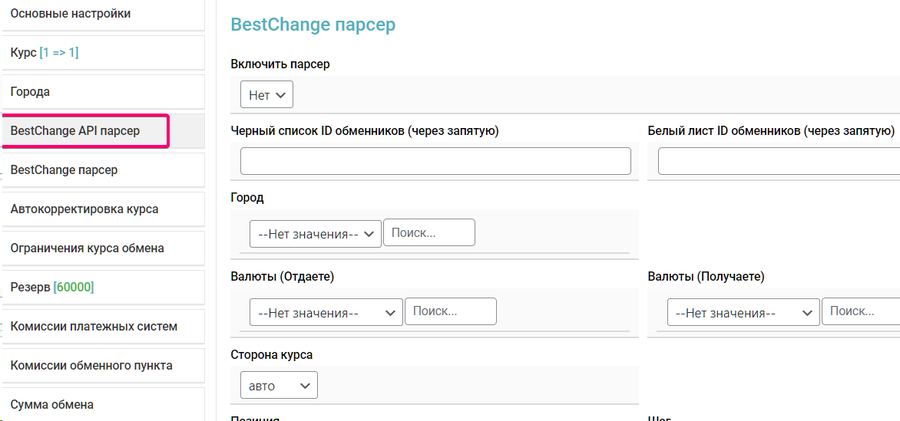 Основные настройки
Курс [1 => 1]
Города
BestChange API парсер
BestChange парсер
Автокорректировка курса
Ограничения курса обмена
Резерв [60000]
Комиссии платежных систем
Комиссии обменного пункта
Сумма обмена
BestChange парсер
Включить парсер
Нет
Черный список ID обменников (через запятую)
Белый лист ID обменников (через запятую)
Город
--Нет значения-- Поиск...
Валюты (Отдаете)
Валюты (Получаете)
--Нет значения-- Поиск...
--Нет значения-- Поиск...
Сторона курса
авто
Позиция
Шаг